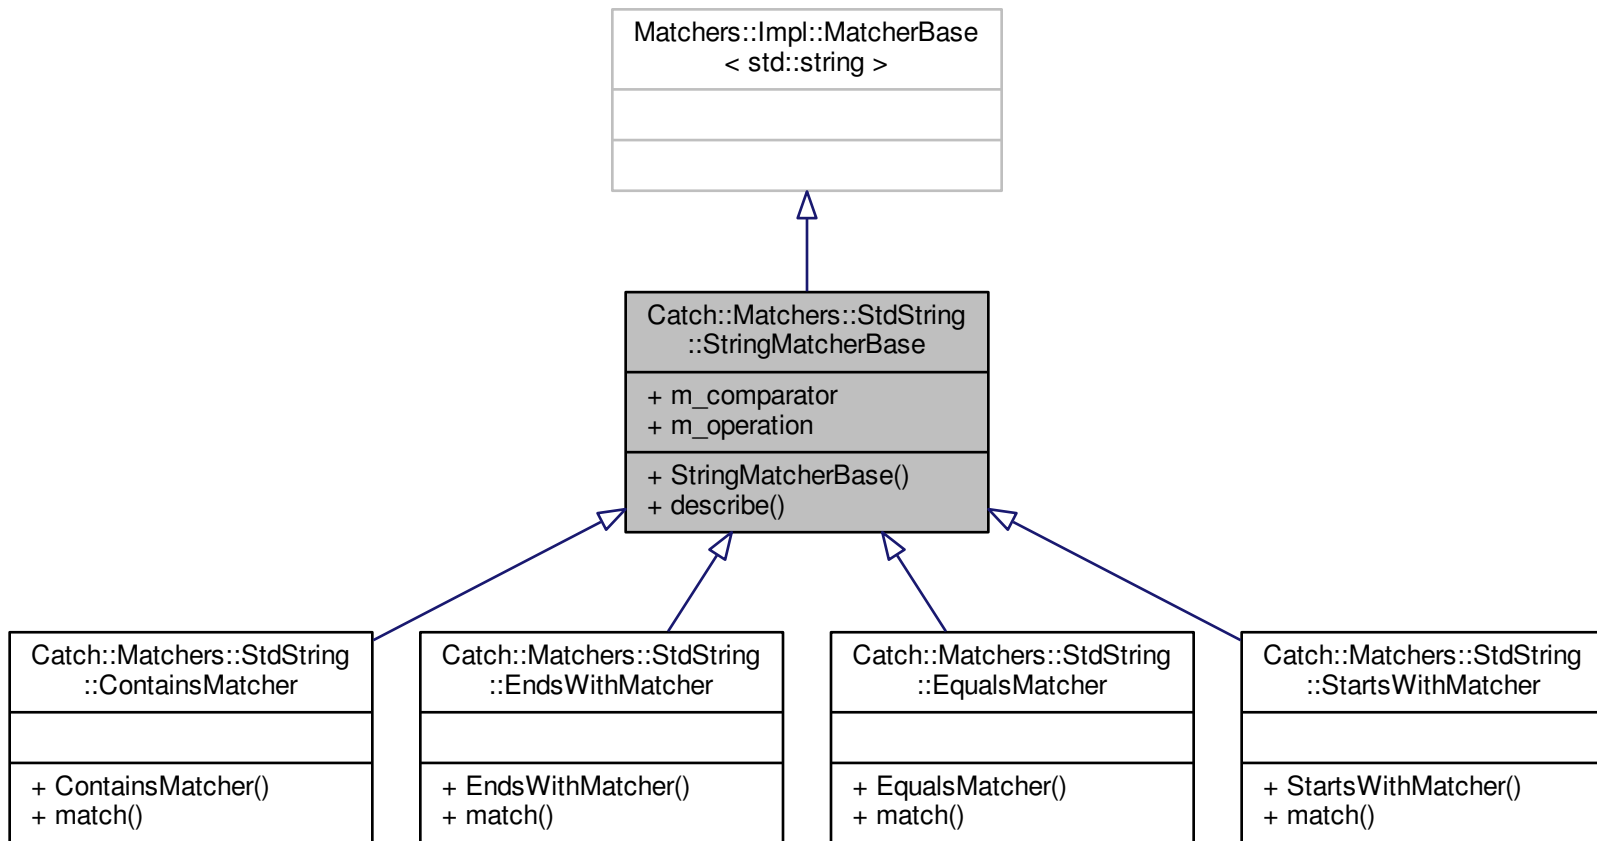 Matchers::Impl::MatcherBase
< std::string >
Catch::Matchers::StdString
::StringMatcherBase
+ m_comparator
+ m_operation
+ StringMatcherBase()
+ describe()
Catch::Matchers::StdString
::ContainsMatcher
+ ContainsMatcher()
+ match()
Catch::Matchers::StdString
::EndsWithMatcher
+ EndsWithMatcher()
+ match()
Catch::Matchers::StdString
::EqualsMatcher
+ EqualsMatcher()
+ match()
Catch::Matchers::StdString
::StartsWithMatcher
+ StartsWithMatcher()
+ match()